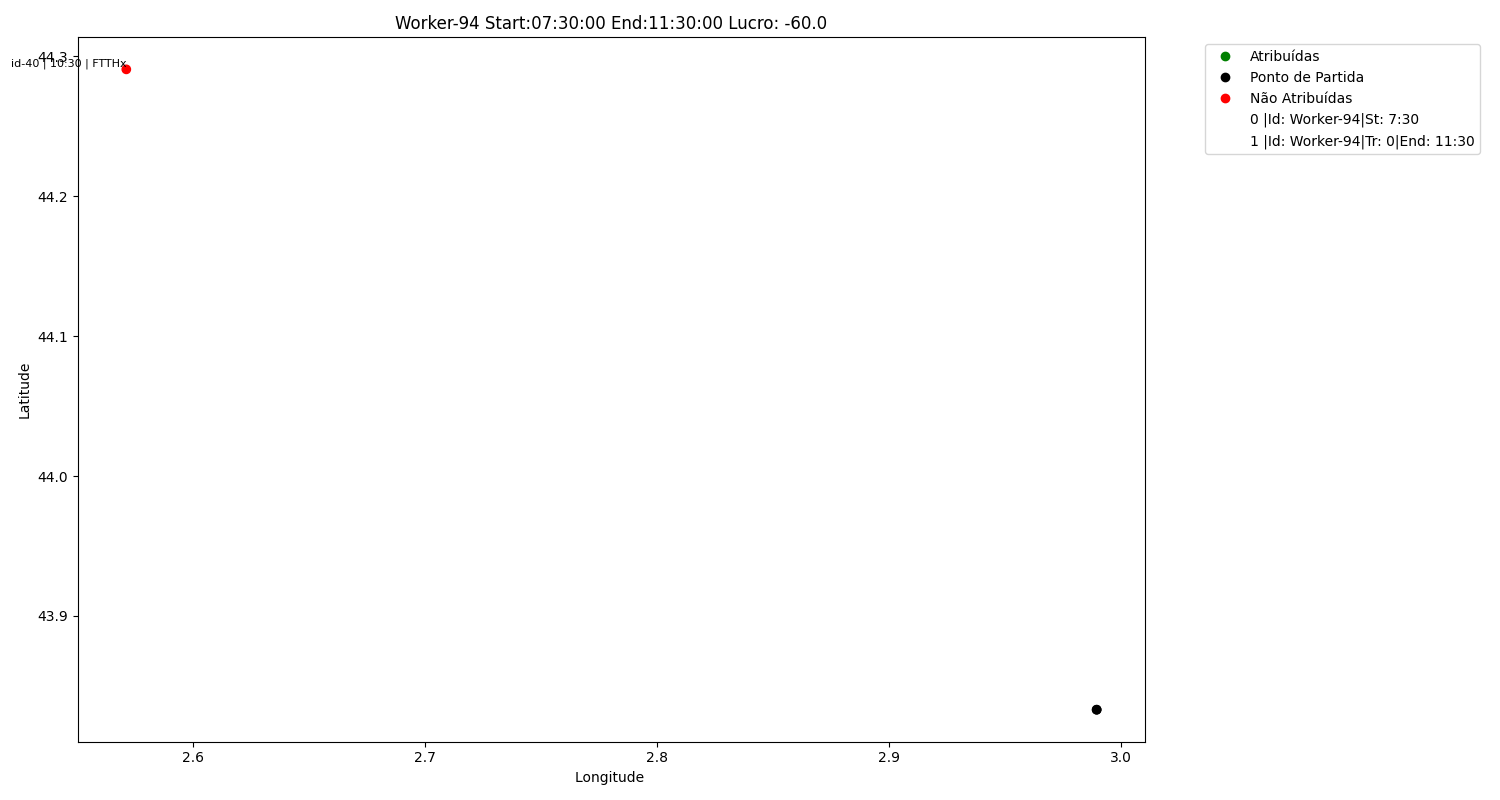 Worker-94 Start:07:30:00 End:11:30:00 Lucro: -60.0
44.3
id-40 | 10:30 | FTTHx
44.2
44.1
44.0
43.9
Latitude
2.6
2.7
2.8
2.9
3.0
Longitude
Atribuídas
Ponto de Partida
Não Atribuídas
0 |Id: Worker-94|St: 7:30
1 |Id: Worker-94|Tr: 0|End: 11:30